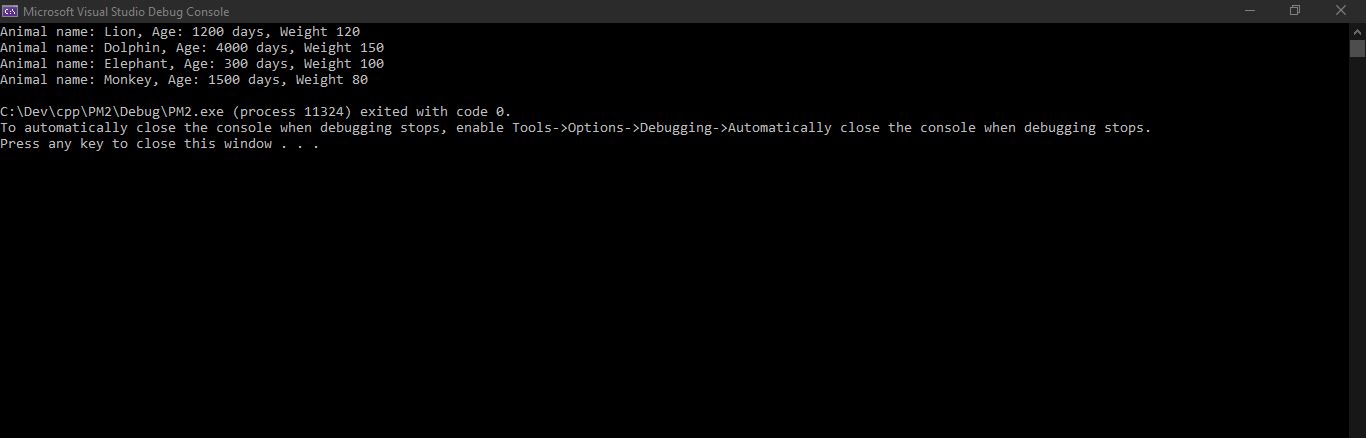 Microsoft Visual Studio Debug Console
Animal name: Lion, Age: 1200 days, Weight 120
Animal name: Dolphin, Age: 4000 days, Weight 150
Animal name: Elephant, Age: 300 days, Weight 100
Animal name: Monkey, Age: 1500 days, Weight 80
C:\Dev\cpp\PM2\Debug\PM2.exe (process 11324) exited with code 0.
To automatically close the console when debugging stops, enable Tools->Options->Debugging->Automatically close the console when debugging stops.
Press any key to close this window . . .